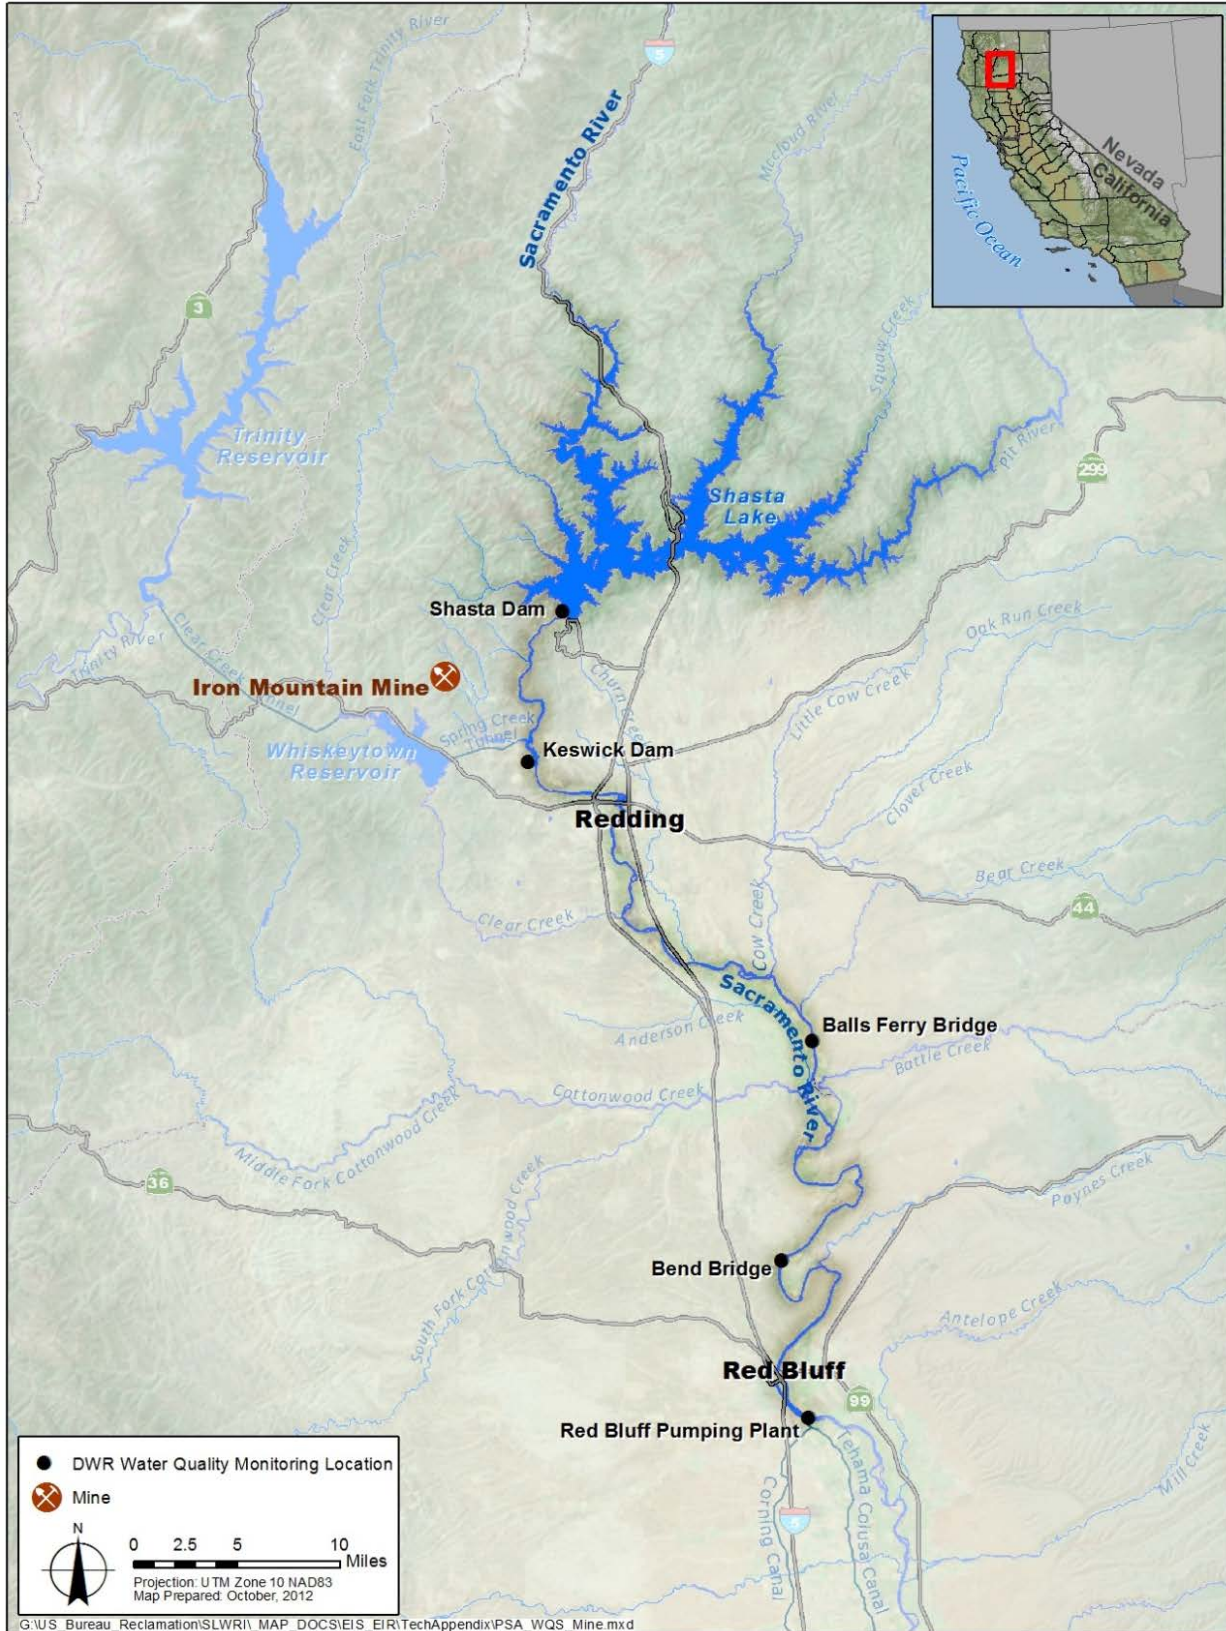 East Fork Trinity River
5
Sacramento River
Mccloud River
Nevada
California
Pacific Ocean
3
Squaw Creek
Trinity
Reservoir
Pit River
299
Shasta
Lake
Clear Creek
Shasta Dam
Oak Run Creek
Trinity River
Clear Creek Tunnel
Iron Mountain Mine
Churn Creek
Little Cow Creek
Spring Creek
Tunnel
Whiskeytown
Reservoir
Keswick Dam
Clover Creek
Redding
Bear Creek
44
Clear Creek
Cow Creek
Sacramento River
Anderson Creek
Balls Ferry Bridge
Battle Creek
Cottonwood Creek
Middle Fork Cottonwood Creek
36
Paynes Creek
South Fork Cottonwood Creek
Bend Bridge
Antelope Creek
Red Bluff
99
Red Bluff Pumping Plant
Tehama Colusa Canal
Corning Canal
Mill Creek
5
DWR Water Quality Monitoring Location
Mine
N
0 2.5 5 10
Miles
Projection: UTM Zone 10 NAD83
Map Prepared: October, 2012
G:\US_Bureau_Reclamation\SLWRI\_MAP_DOCS\EIS_EIR\TechAppendix\PSA_WQS_Mine.mxd